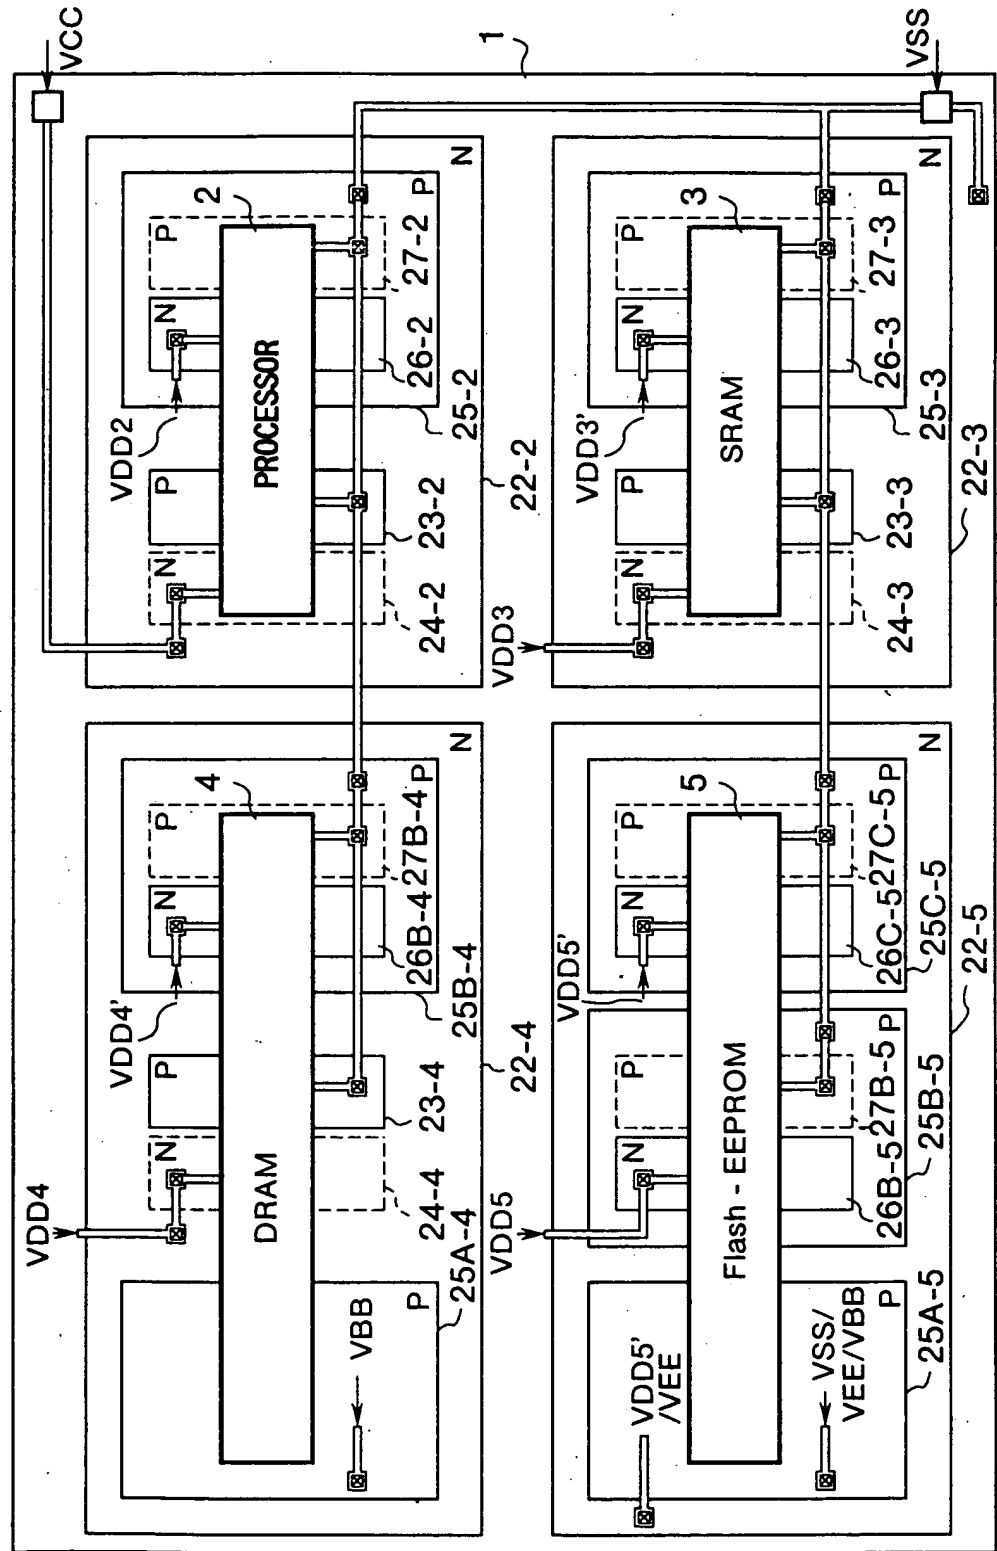 VCC
1
VSS
N
P
P
2
27-2
N
26-2
25-2
PROCESSOR
VDD2
22-2
P
23-2
N
24-2
N
P
P
3
27-3
N
26-3
25-3
SRAM
VDD3'
22-3
P
23-3
N
24-3
VDD3
N
P
P
4
27B-4
N
26B-4
25B-4
VDD4'
22-4
P
23-4
N
24-4
DRAM
VDD4
25A-4
P
VBB
N
P
P
5
27C-5
N
26C-5
25C-5
VDD5'
22-5
P
P
27B-5
N
26B-5
25B-5
Flash - EEPROM
VDD5
25A-5
P
VDD5'
/VEE
VSS/
VEE/VBB